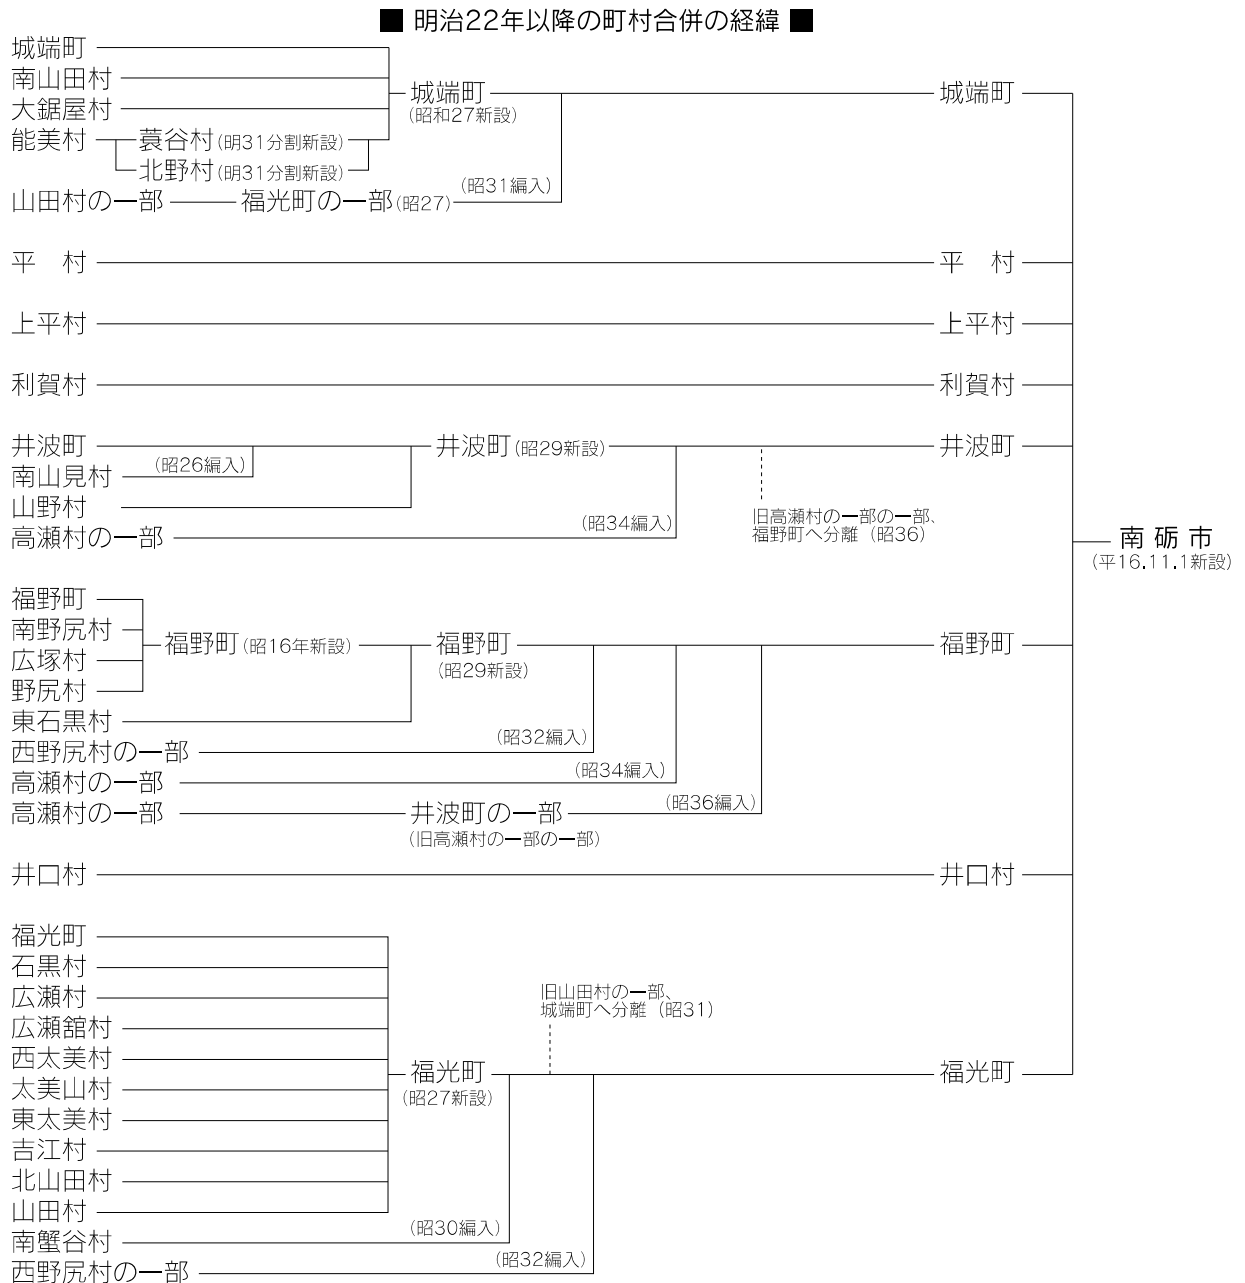 ■ 明治22年以降の町村合併の経緯 ■
城端町
南山田村
大鋸屋村
城端町
(昭和27新設)
城端町
能美村
蓑谷村(明31分割新設)
北野村(明31分割新設)
山田村の一部
福光町の一部(昭27)
(昭31編入)
平　村
平　村
上平村
上平村
利賀村
利賀村
井波町
(昭26編入)
井波町(昭29新設)
井波町
南山見村
山野村
高瀬村の一部
(昭34編入)
旧高瀬村の一部の一部、
福野町へ分離（昭36）
南 砺 市
(平16.11.1新設)
福野町
南野尻村
福野町(昭16年新設)
福野町
(昭29新設)
福野町
広塚村
野尻村
東石黒村
西野尻村の一部
(昭32編入)
高瀬村の一部
(昭34編入)
高瀬村の一部
井波町の一部
(旧高瀬村の一部の一部)
(昭36編入)
井口村
井口村
福光町
石黒村
広瀬村
広瀬舘村
西太美村
太美山村
東太美村
吉江村
北山田村
山田村
福光町
(昭27新設)
旧山田村の一部、
城端町へ分離（昭31）
福光町
南蟹谷村
(昭30編入)
西野尻村の一部
(昭32編入)